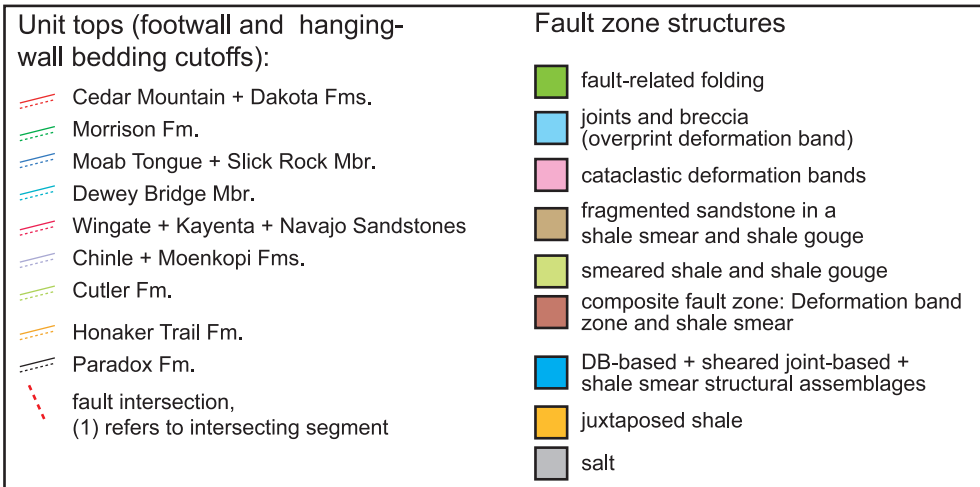 Unit tops (footwall and hanging-
wall bedding cutoffs):
Cedar Mountain + Dakota Fms.
Morrison Fm.
Moab Tongue + Slick Rock Mbr.
Dewey Bridge Mbr.
Wingate + Kayenta + Navajo Sandstones
Chinle + Moenkopi Fms.
Cutler Fm.
Honaker Trail Fm.
Paradox Fm.
fault intersection,
(1) refers to intersecting segment
Fault zone structures
fault-related folding
joints and breccia
(overprint deformation band)
cataclastic deformation bands
fragmented sandstone in a
shale smear and shale gouge
smeared shale and shale gouge
composite fault zone: Deformation band
zone and shale smear
DB-based + sheared joint-based +
shale smear structural assemblages
juxtaposed shale
salt